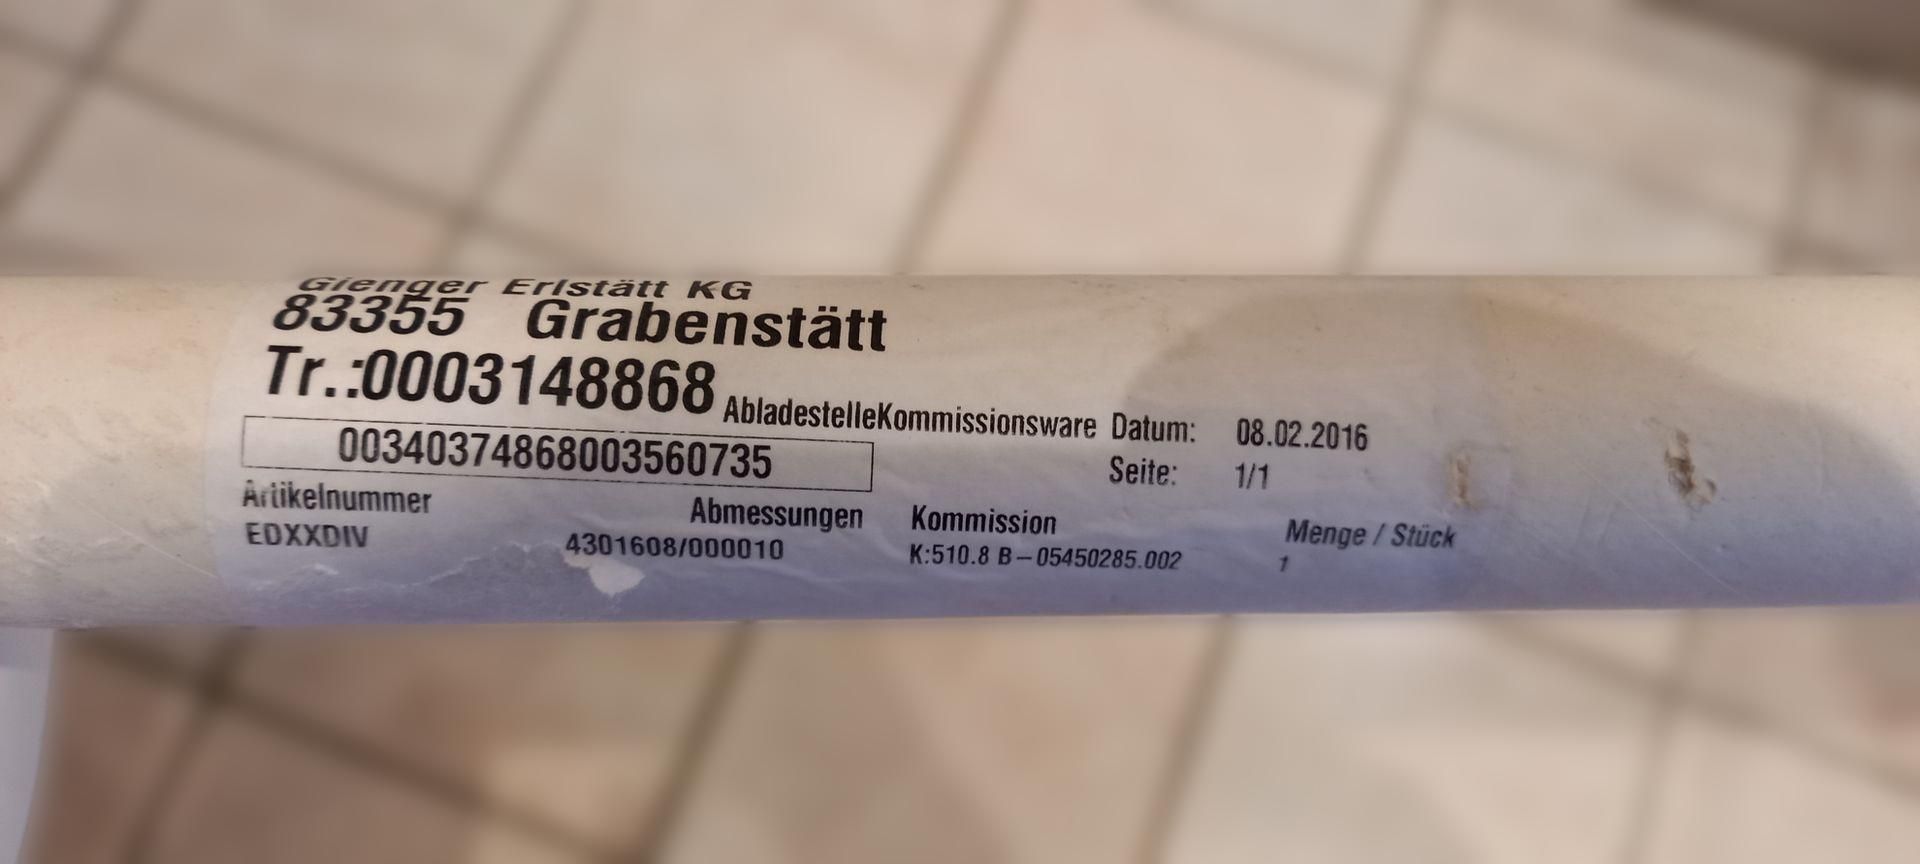 Gienger Erlstätt KG
83355 Grabenstätt
Tr.:0003148868 AbladestelleKommissionsware Datum: 08.02.2016
00340374868003560735 Seite: 1/1
Artikelnummer Abmessungen Kommission Menge / Stück
EDXXDIV 4301608/000010 K:510.8 B–05450285.002 1